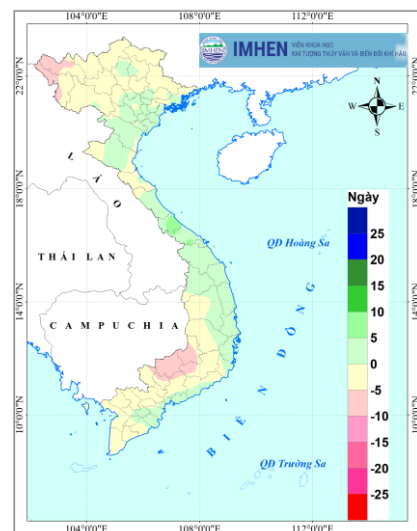 IMHEN
VIỆN KHOA HỌC
KHÍ TƯỢNG THỦY VĂN VÀ BIẾN ĐỔI KHÍ HẬU
104°0'0"E
108°0'0"E
112°0'0"E
22°0'0"N
18°0'0"N
14°0'0"N
10°0'0"N
N
W
E
S
LÀO
THÁI LAN
CAMPUCHIA
QĐ Hoàng Sa
BIỂN ĐÔNG
QĐ Trường Sa
Ngày
25
20
15
10
5
0
-5
-10
-15
-20
-25
104°0'0"E
108°0'0"E
112°0'0"E